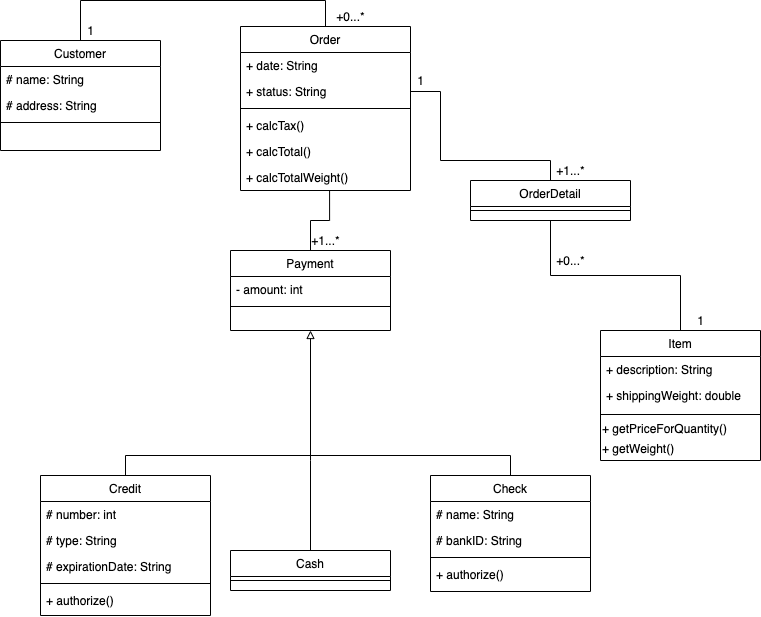 +0...*
1
Customer
# name: String
# address: String
Order
+ date: String
+ status: String
+ calcTax()
+ calcTotal()
+ calcTotalWeight()
1
+1...*
OrderDetail
+1...*
Payment
- amount: int
+0...*
1
Item
+ description: String
+ shippingWeight: double
+ getPriceForQuantity()
+ getWeight()
Credit
# number: int
# type: String
# expirationDate: String
+ authorize()
Cash
Check
# name: String
# bankID: String
+ authorize()